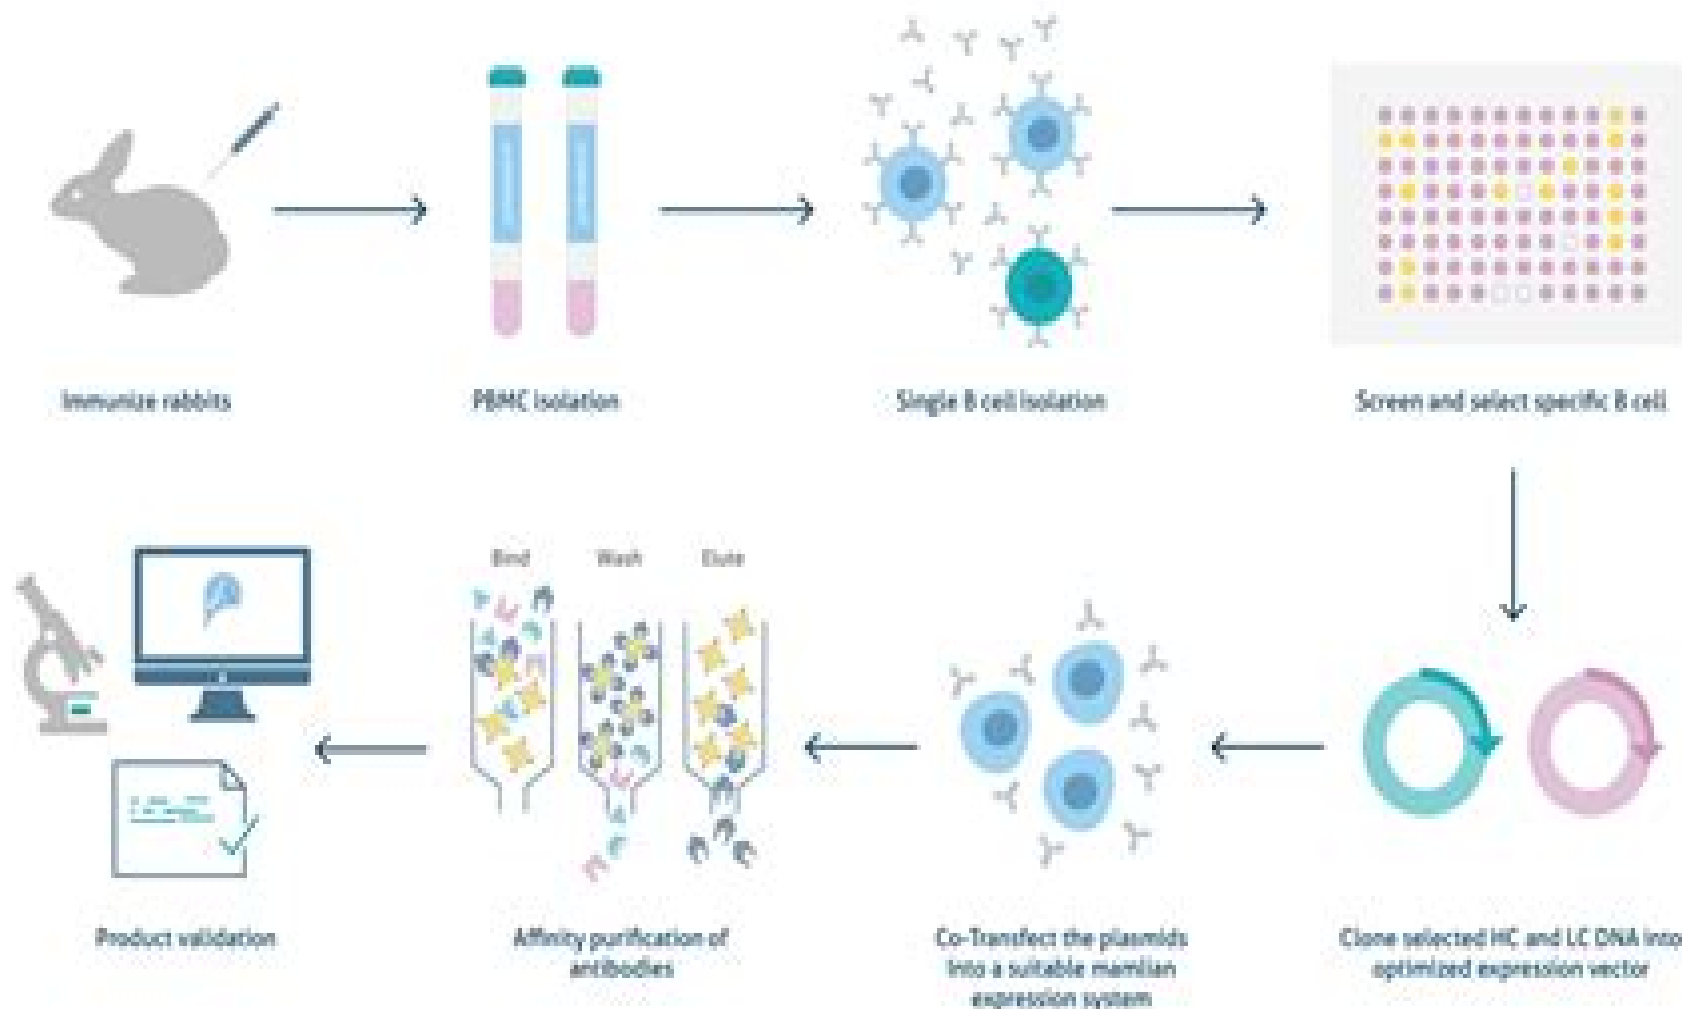 Immunize rabbits
PBMC isolation
Single B cell isolation
Screen and select specific B cell
Bind
Wash
Elute
Product validation
Affinity purification of
antibodies
Co-Transfect the plasmids
Into a suitable mamlian
expression system
Clone selected HC and LC DNA into
optimized expression vector